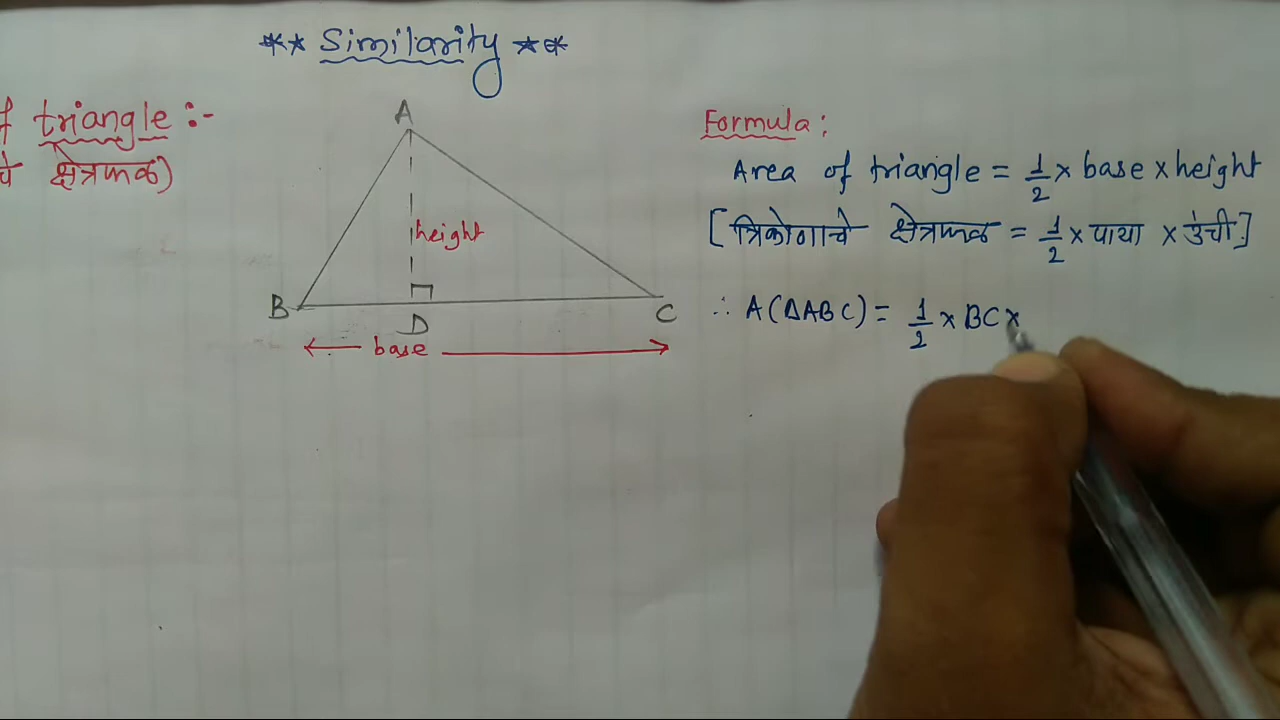 ** Similarity **
f triangle :-
चे क्षेत्रफळ)
A
height
B
D
C
base
Formula:
Area of triangle = 1/2 × base × height
[त्रिकोणाचे क्षेत्रफळ = 1/2 × पाया × उंची]
∴ A(ΔABC) = 1/2 × BC ×